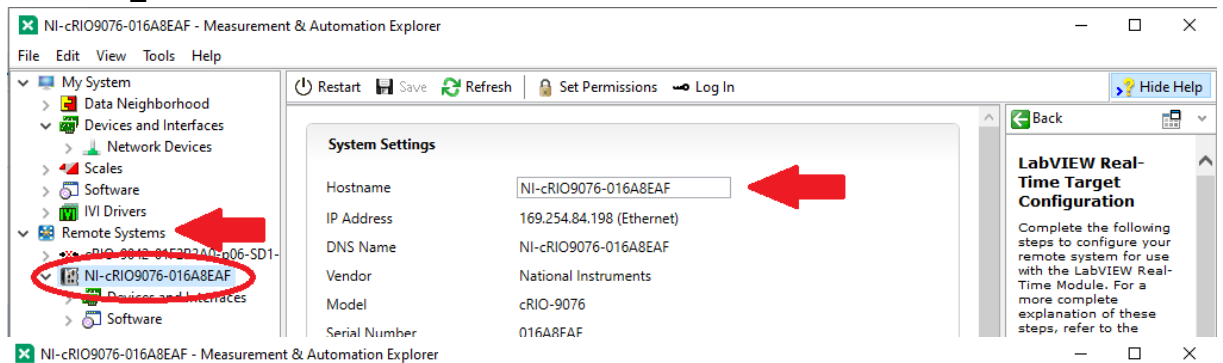 NI-cRIO9076-016A8EAF - Measurement & Automation Explorer
File Edit View Tools Help
My System
Data Neighborhood
Devices and Interfaces
Network Devices
Scales
Software
IVI Drivers
Remote Systems
cRIO-9042-01F2B2A0-p06-SD1-
NI-cRIO9076-016A8EAF
Devices and Interfaces
Software
Restart Save Refresh Set Permissions Log In
Hide Help
System Settings
Hostname NI-cRIO9076-016A8EAF
IP Address 169.254.84.198 (Ethernet)
DNS Name NI-cRIO9076-016A8EAF
Vendor National Instruments
Model cRIO-9076
Serial Number 016A8EAF
Back
LabVIEW Real-
Time Target
Configuration
Complete the following
steps to configure your
remote system for use
with the LabVIEW Real-
Time Module. For a
more complete
explanation of these
steps, refer to the
NI-cRIO9076-016A8EAF - Measurement & Automation Explorer